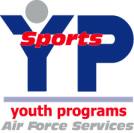 YP
Sports
youth programs
Air Force Services